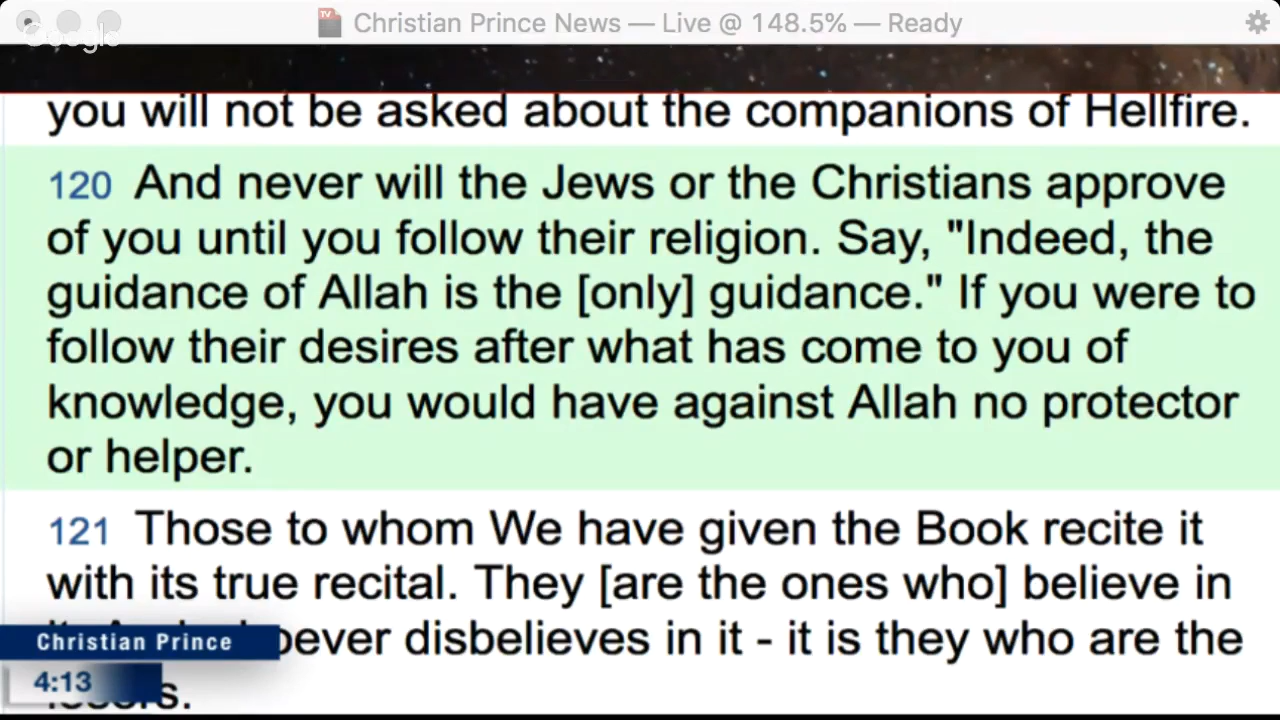 Christian Prince News — Live @ 148.5% — Ready
Google
you will not be asked about the companions of Hellfire.
120 And never will the Jews or the Christians approve
of you until you follow their religion. Say, "Indeed, the
guidance of Allah is the [only] guidance." If you were to
follow their desires after what has come to you of
knowledge, you would have against Allah no protector
or helper.
121 Those to whom We have given the Book recite it
with its true recital. They [are the ones who] believe in
disbelieves in it - it is they who are the
Christian Prince
4:13